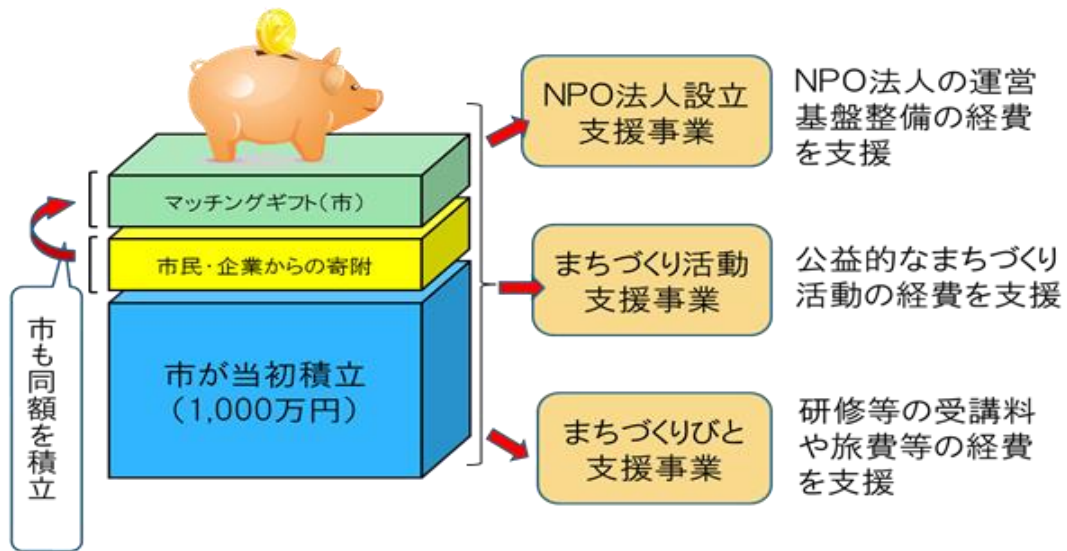 マッチングギフト(市)
市民・企業からの寄附
市が当初積立
(1,000万円)
市も同額を積立
NPO法人設立
支援事業
NPO法人の運営
基盤整備の経費
を支援
まちづくり活動
支援事業
公益的なまちづくり
活動の経費を支援
まちづくりびと
支援事業
研修等の受講料
や旅費等の経費
を支援